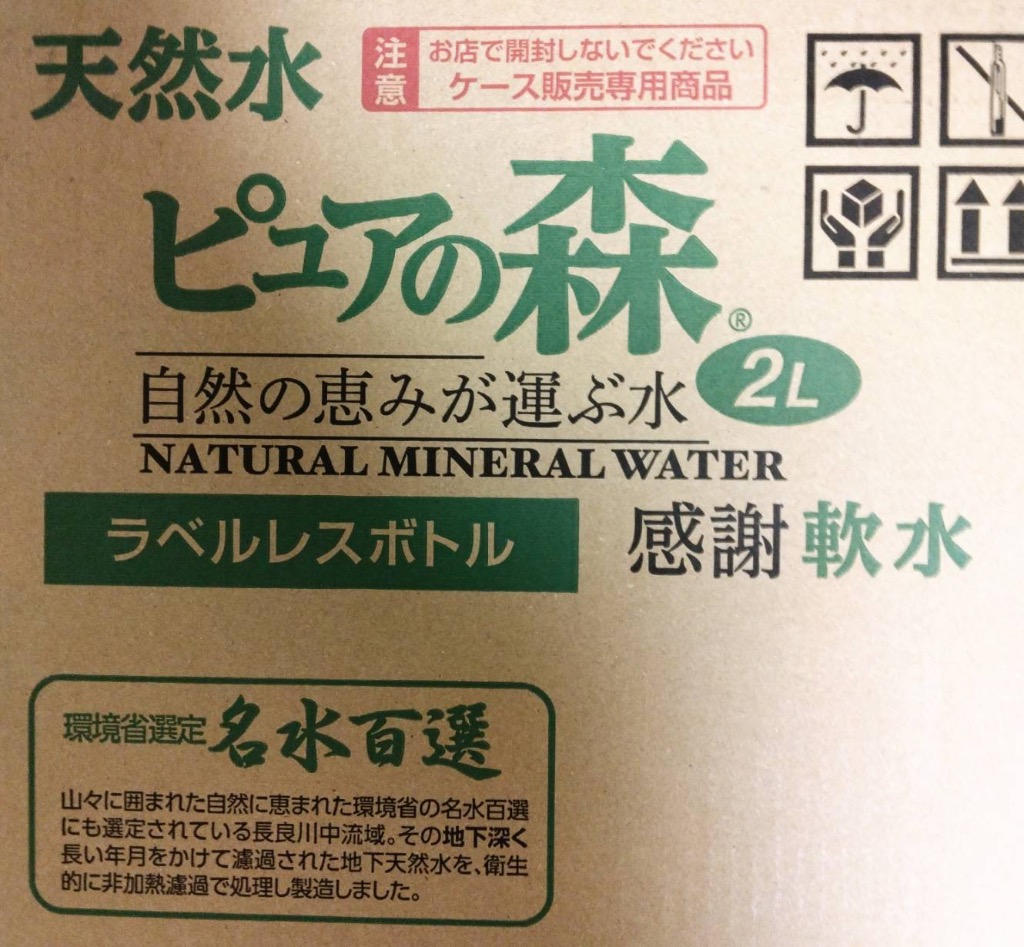 天然水
注意
お店で開封しないでください
ケース販売専用商品
ピュアの森®
2L
自然の恵みが運ぶ水
NATURAL MINERAL WATER
ラベルレスボトル
感謝軟水
環境省選定 名水百選
山々に囲まれた自然に恵まれた環境省の名水百選
にも選定されている長良川中流域。その地下深く
長い年月をかけて濾過された地下天然水を、衛生
的に非加熱濾過で処理し製造しました。